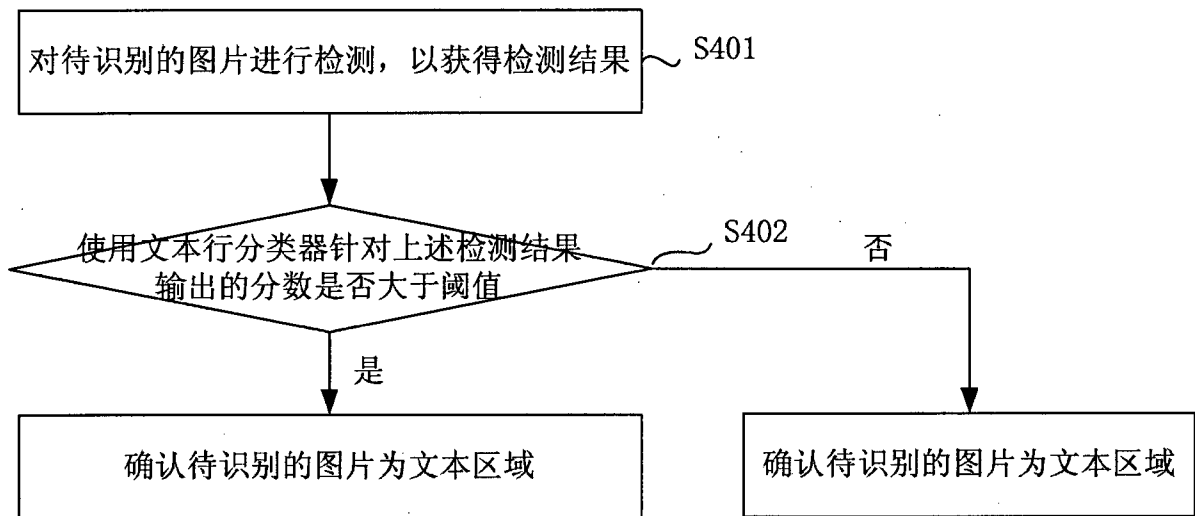 对待识别的图片进行检测，以获得检测结果
S401
使用文本行分类器针对上述检测结果
输出的分数是否大于阈值
S402
否
是
确认待识别的图片为文本区域
确认待识别的图片为文本区域